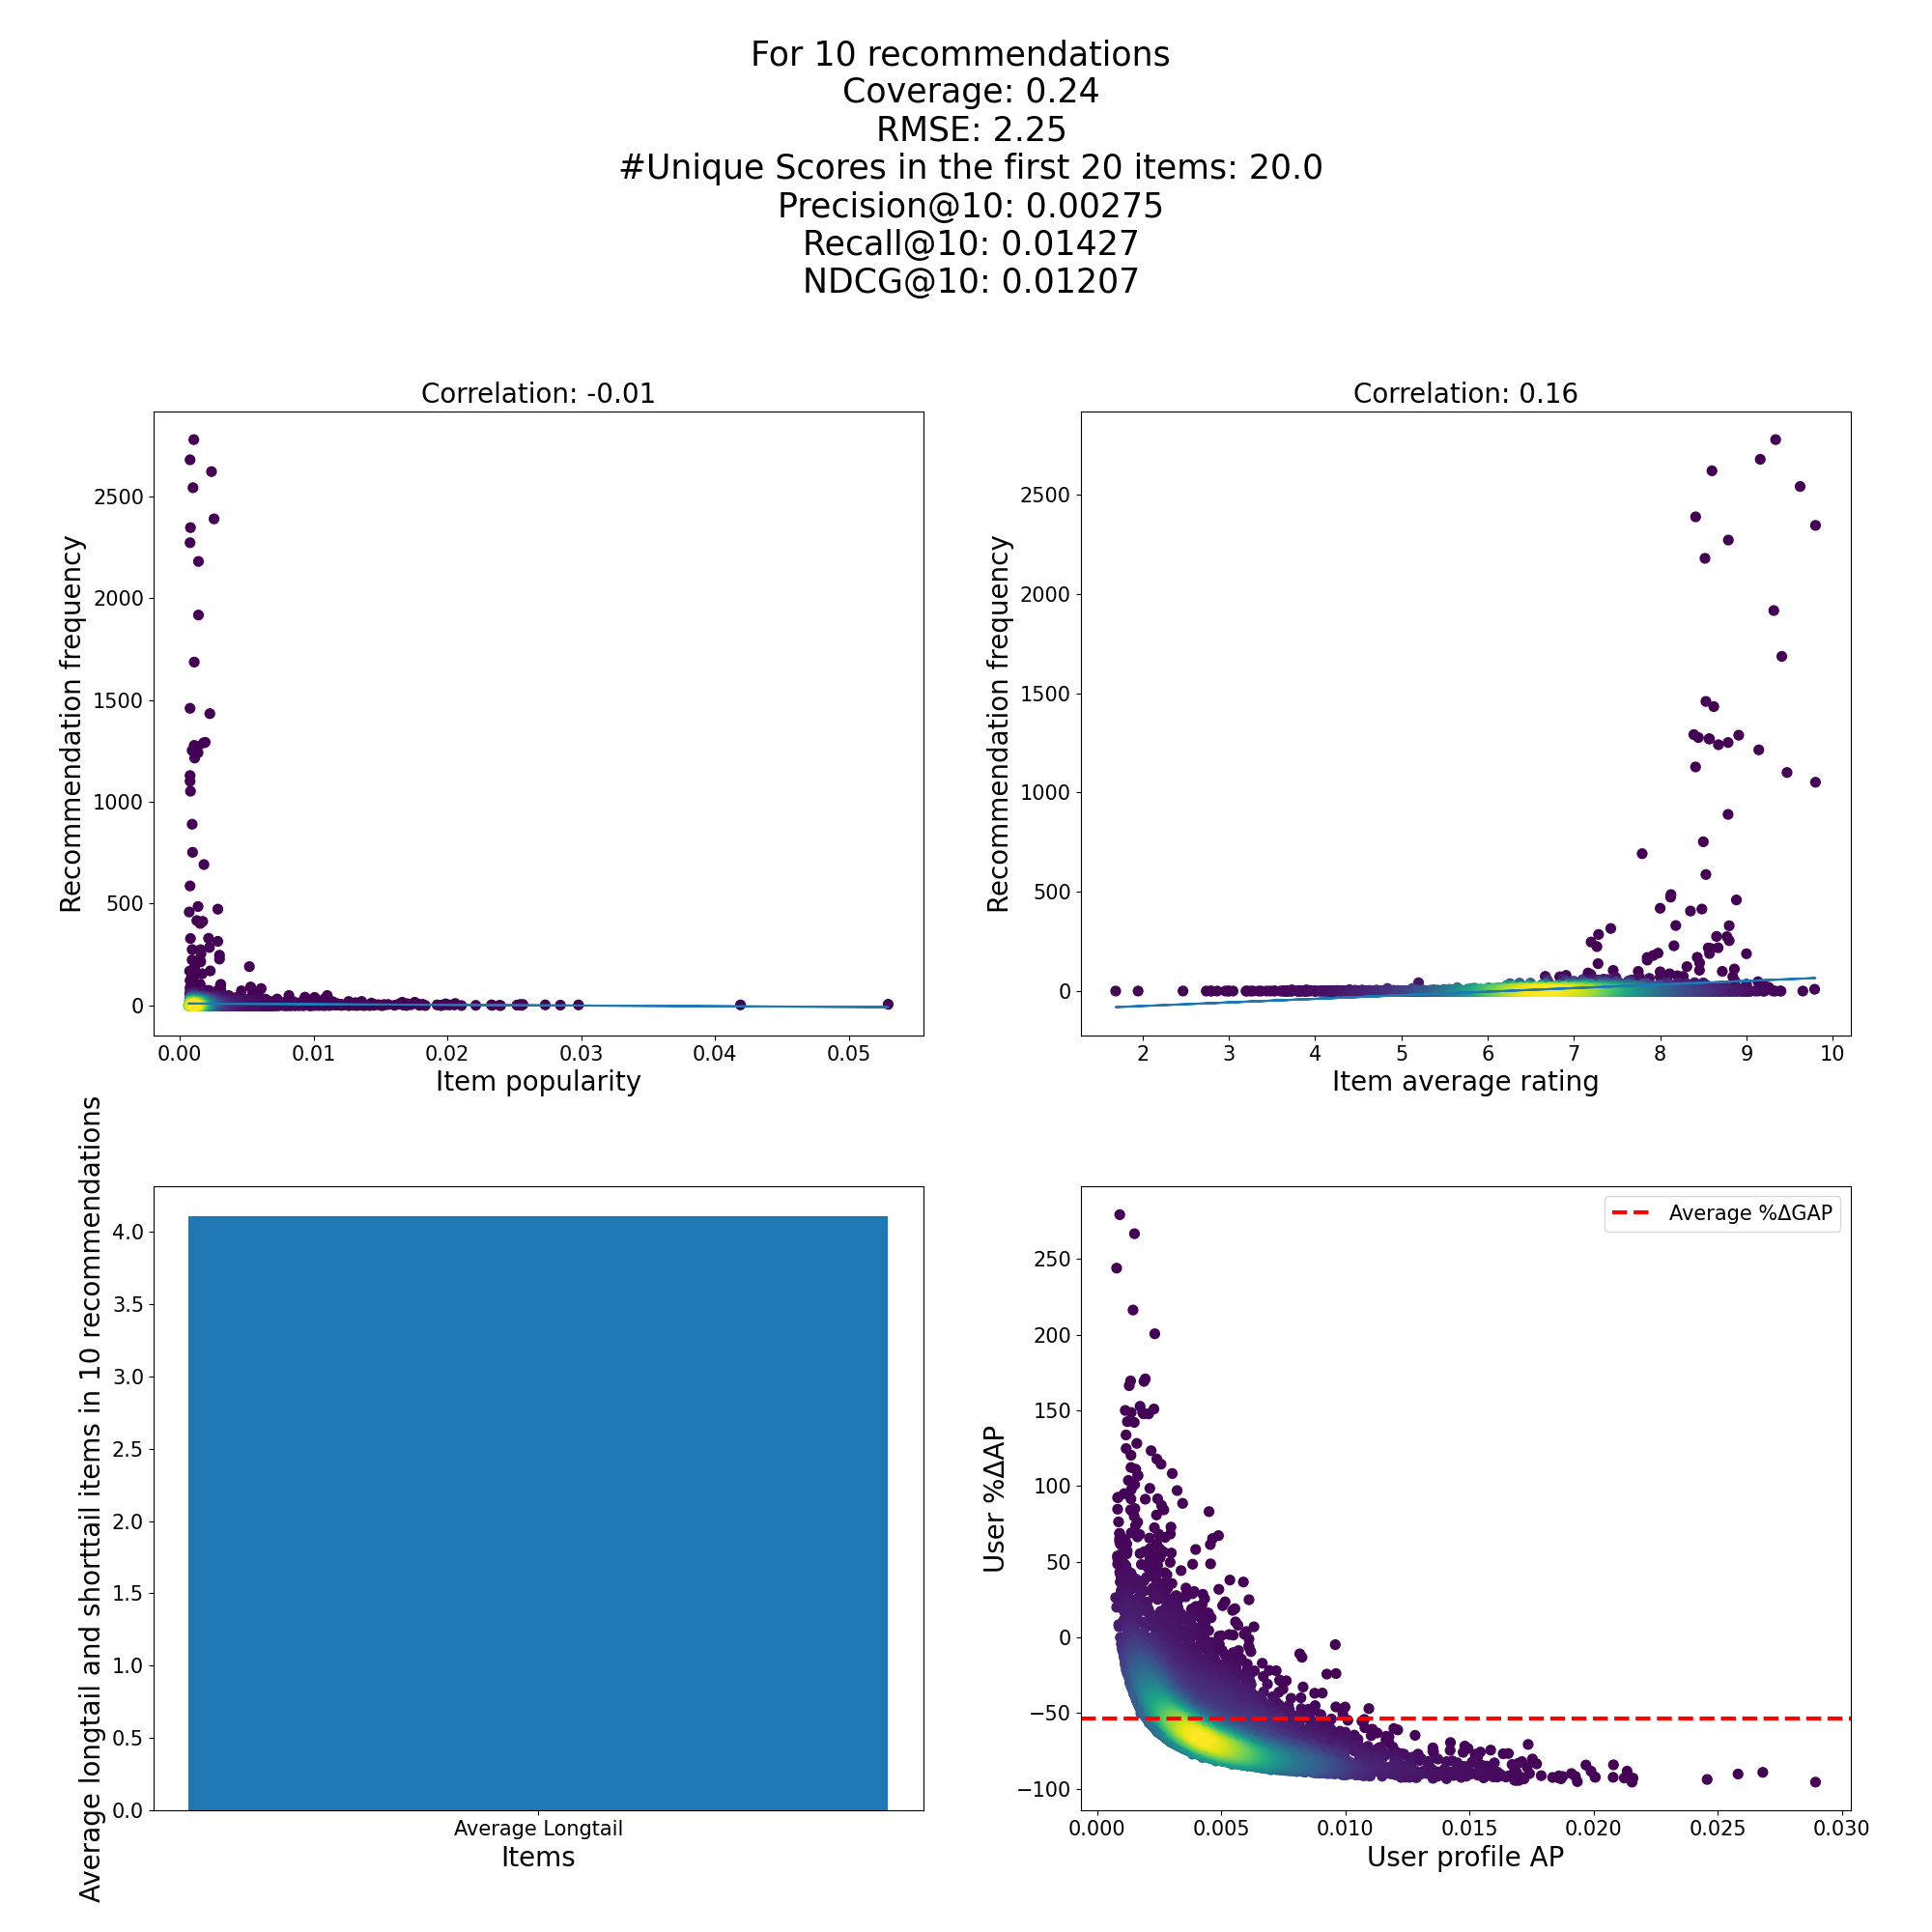 For 10 recommendations
Coverage: 0.24
RMSE: 2.25
#Unique Scores in the first 20 items: 20.0
Precision@10: 0.00275
Recall@10: 0.01427
NDCG@10: 0.01207
Correlation: -0.01
Recommendation frequency
2500
2000
1500
1000
500
0
0.00 0.01 0.02 0.03 0.04 0.05
Item popularity
Correlation: 0.16
Recommendation frequency
2500
2000
1500
1000
500
0
2 3 4 5 6 7 8 9 10
Item average rating
Average longtail and shorttail items in 10 recommendations
4.0
3.5
3.0
2.5
2.0
1.5
1.0
0.5
0.0
Average Longtail
Items
Average %ΔGAP
User %ΔAP
250
200
150
100
50
0
−50
−100
0.000 0.005 0.010 0.015 0.020 0.025 0.030
User profile AP